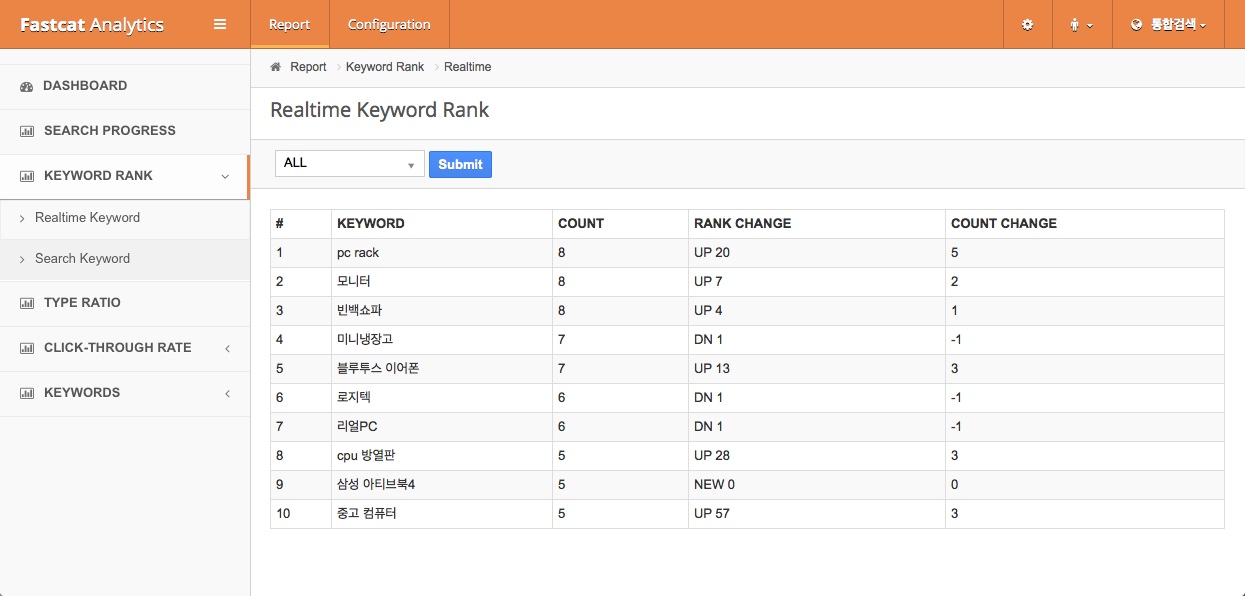 Fastcat Analytics
Report Configuration 통합검색
Report Keyword Rank Realtime
DASHBOARD
SEARCH PROGRESS
KEYWORD RANK
Realtime Keyword
Search Keyword
TYPE RATIO
CLICK-THROUGH RATE
KEYWORDS
Realtime Keyword Rank
ALL Submit
# KEYWORD COUNT RANK CHANGE COUNT CHANGE
1 pc rack 8 UP 20 5
2 모니터 8 UP 7 2
3 빈백쇼파 8 UP 4 1
4 미니냉장고 7 DN 1 -1
5 블루투스 이어폰 7 UP 13 3
6 로지텍 6 DN 1 -1
7 리얼PC 6 DN 1 -1
8 cpu 방열판 5 UP 28 3
9 삼성 아티브북4 5 NEW 0 0
10 중고 컴퓨터 5 UP 57 3